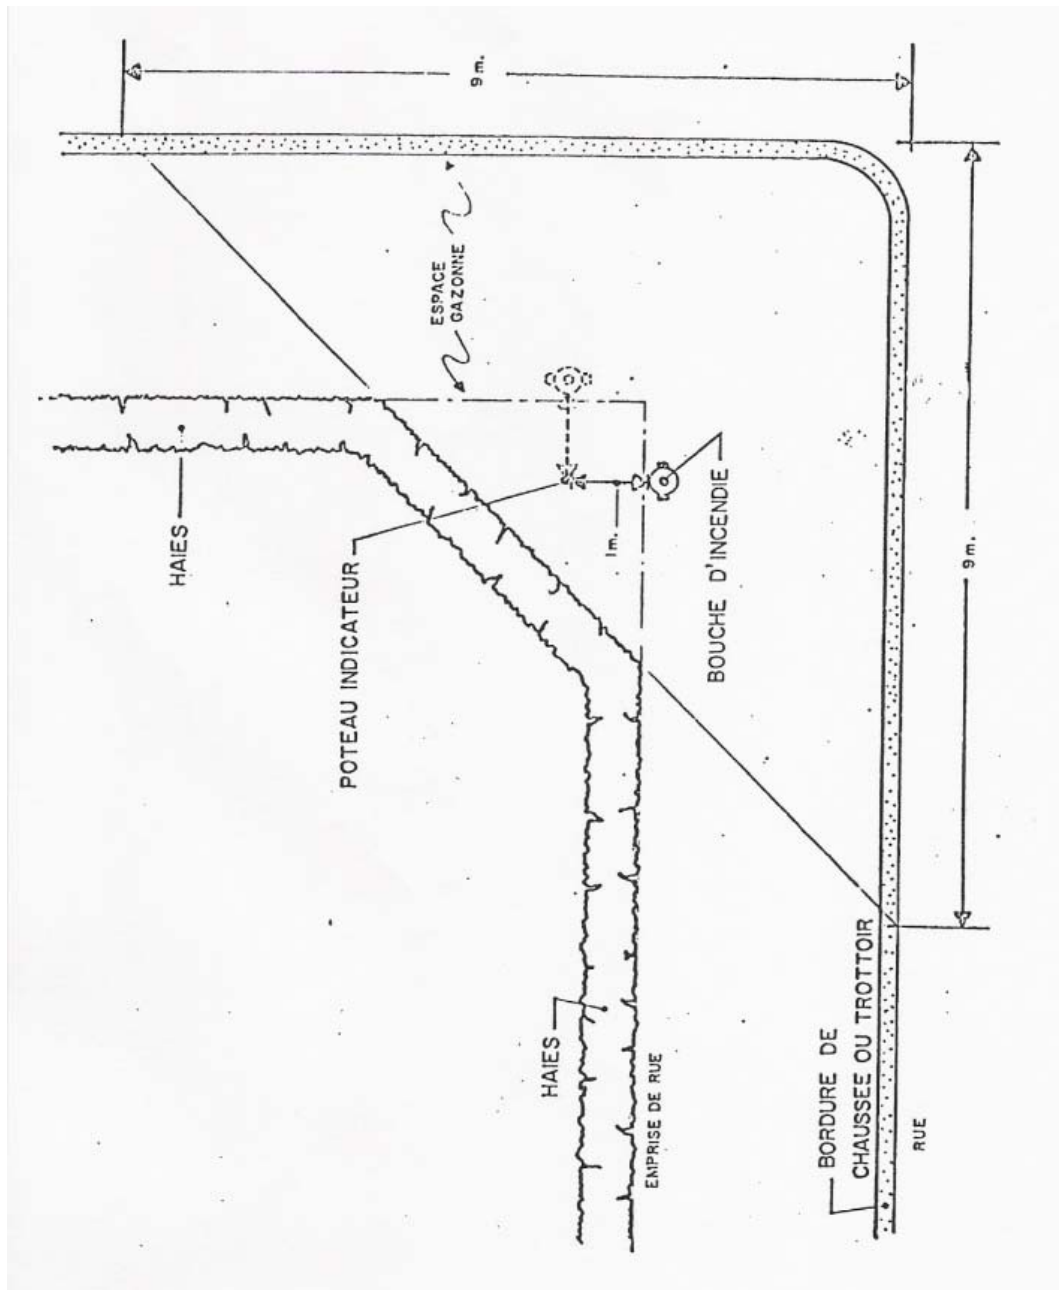 9 m.
ESPACE
GAZONNE
HAIES
POTEAU INDICATEUR
1m.
BOUCHE D'INCENDIE
9 m.
HAIES
EMPRISE DE RUE
BORDURE DE
CHAUSSEE OU TROTTOIR
RUE